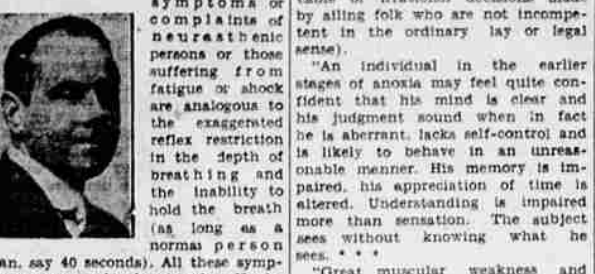 symptoms or
complaints of
neurasthenic
persons or those
suffering from
fatigue or shock
are analogous to
the exaggerated
reflex restriction
in the depth of
breathing and
the inability to
hold the breath
(as long as a
normal person
an, say 40 seconds). All these symp-
by ailing folk who are not incompe-
tent in the ordinary lay or legal
sense).
"An individual in the earlier
stages of anoxia may feel quite con-
fident that his mind is clear and
his judgment sound when in fact
he is aberrant, lacks self-control and
is likely to behave in an unreas-
onable manner. His memory is im-
paired, his appreciation of time is
altered. Understanding is impaired
more than sensation. The subject
sees without knowing what he
sees. * * *
"Great muscular weakness and